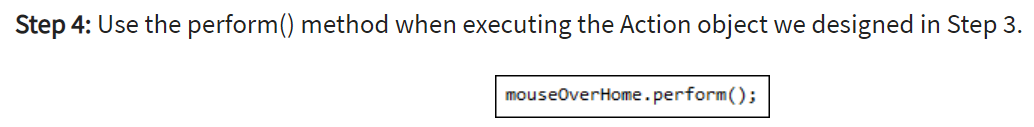 Step 4: Use the perform() method when executing the Action object we designed in Step 3.
mouseOverHome.perform();